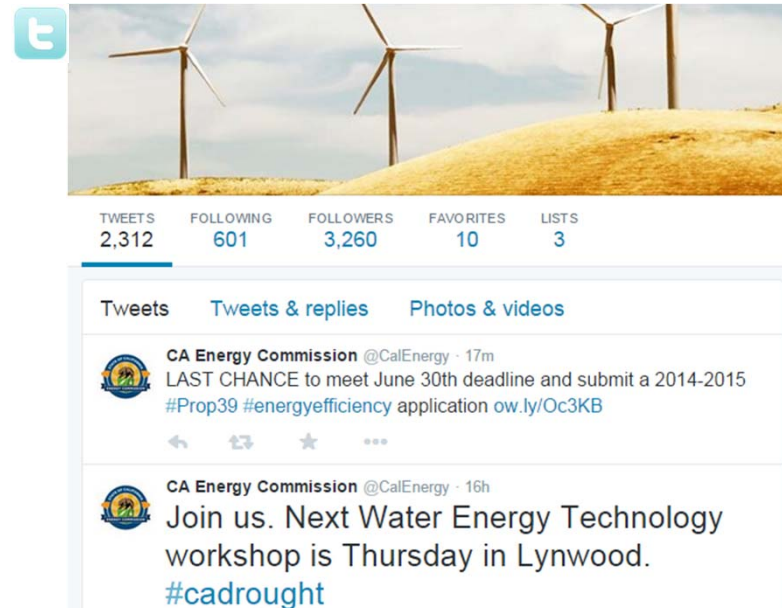 TWEETS FOLLOWING FOLLOWERS FAVORITES LISTS
2,312 601 3,260 10 3
Tweets Tweets & replies Photos & videos
CA Energy Commission @CalEnergy · 17m
LAST CHANCE to meet June 30th deadline and submit a 2014-2015
#Prop39 #energyefficiency application ow.ly/Oc3KB
CA Energy Commission @CalEnergy · 16h
Join us. Next Water Energy Technology
workshop is Thursday in Lynwood.
#cadrought